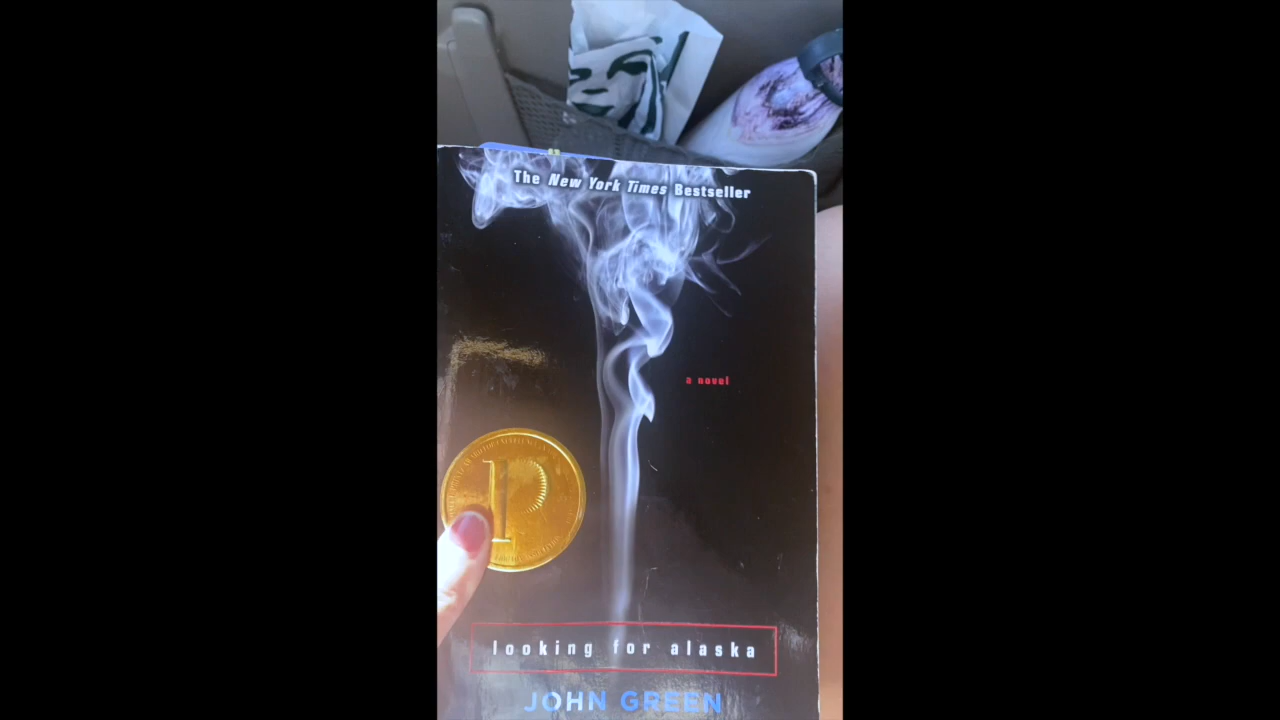 The New York Times Bestseller
a novel
P
looking for alaska
JOHN GREEN